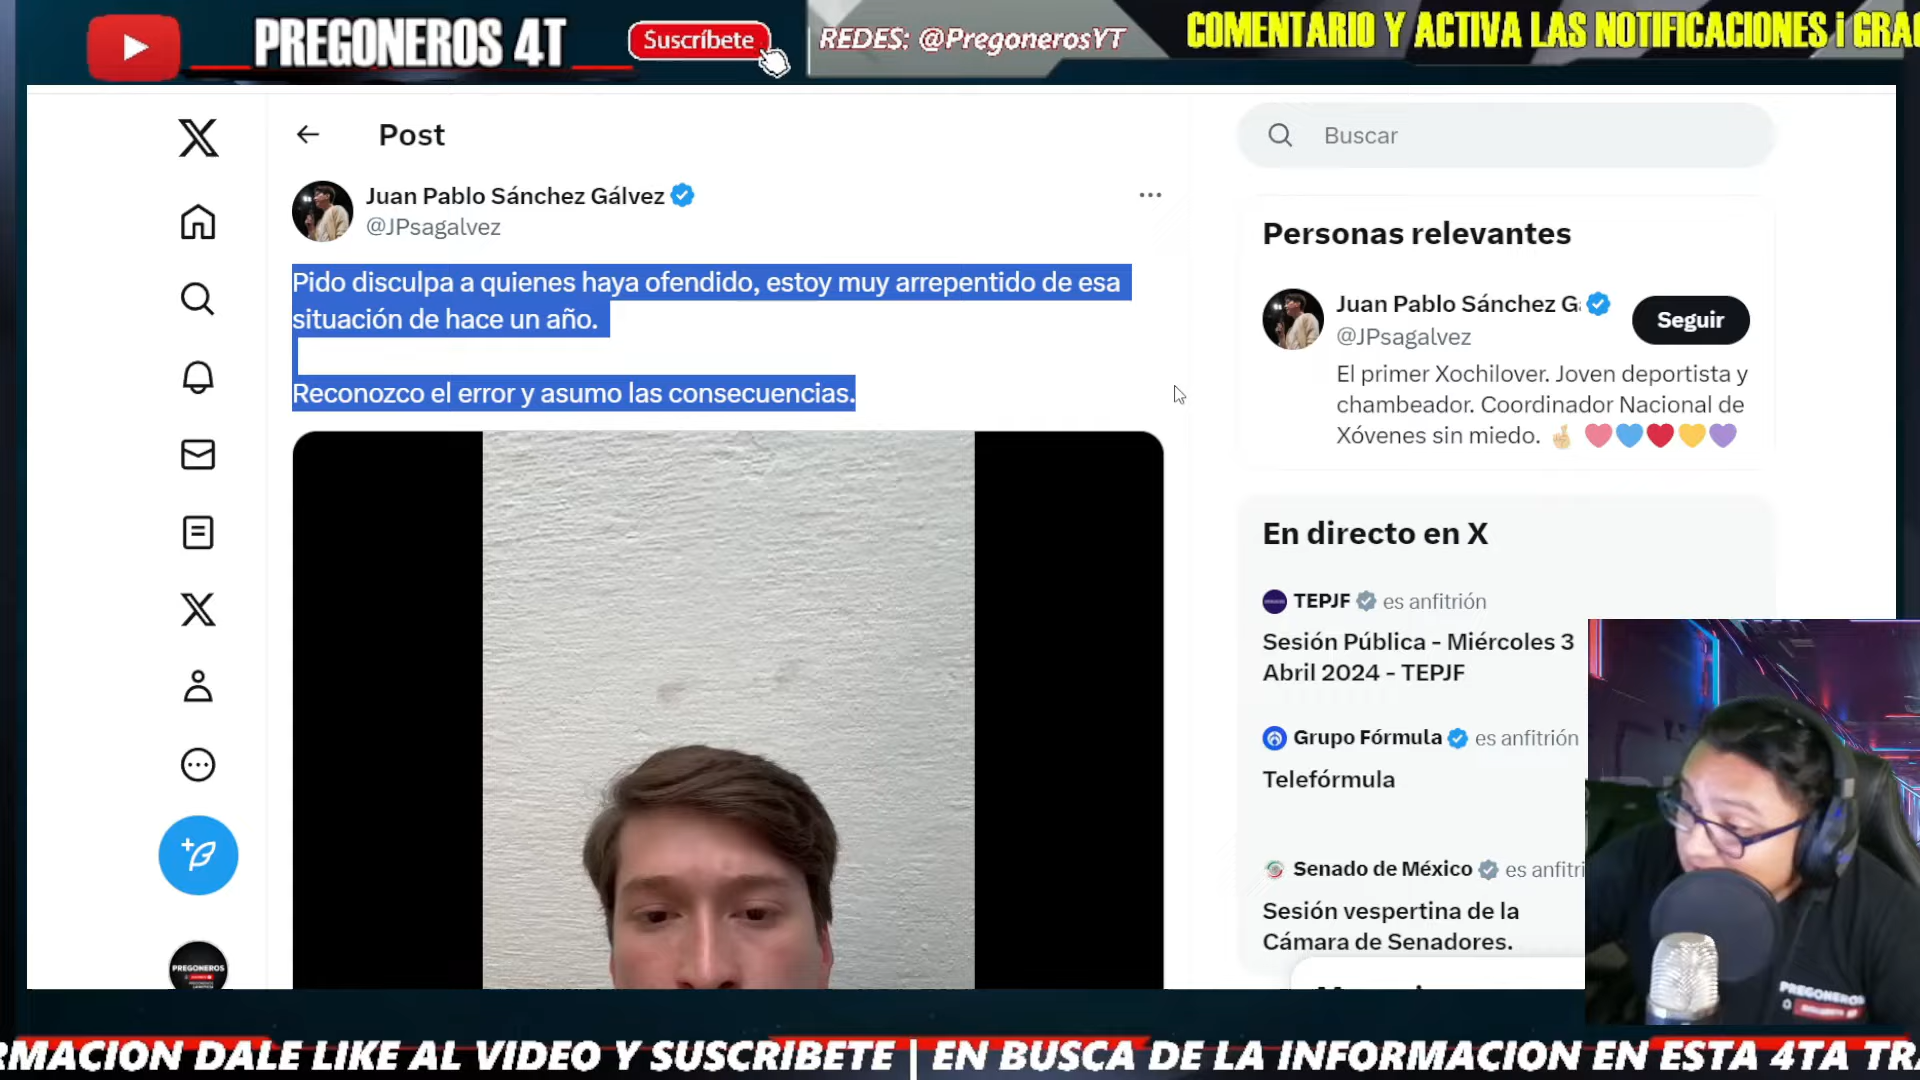 PREGONEROS 4T
Suscríbete
REDES: @PregonerosYT
COMENTARIO Y ACTIVA LAS NOTIFICACIONES ¡
Post
Buscar
Juan Pablo Sánchez Gálvez
@JPsagalvez
Pido disculpa a quienes haya ofendido, estoy muy arrepentido de esa
situación de hace un año.
Reconozco el error y asumo las consecuencias.
Personas relevantes
Juan Pablo Sánchez G
@JPsagalvez
Seguir
El primer Xochilover. Joven deportista y
chambeador. Coordinador Nacional de
Xóvenes sin miedo. 🤞🏻 🩷💙❤️💛💜
En directo en X
TEPJF es anfitrión
Sesión Pública - Miércoles 3
Abril 2024 - TEPJF
Grupo Fórmula es anfitrión
Telefórmula
Senado de México es anfitri
Sesión vespertina de la
Cámara de Senadores.
PREGONEROS
PREGONEROS
RMACION DALE LIKE AL VIDEO Y SUSCRIBETE | EN BUSCA DE LA INFORMACION EN ESTA 4TA TR